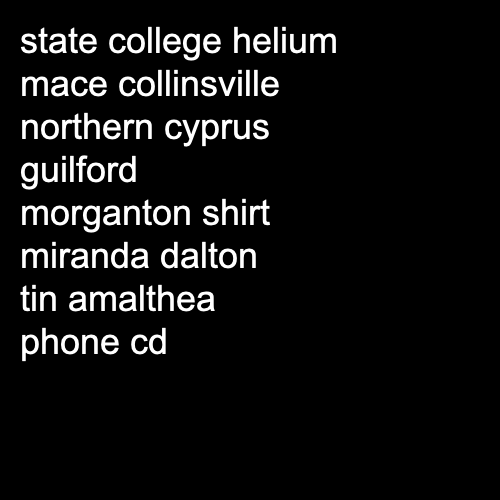 state college helium
mace collinsville
northern cyprus
guilford
morganton shirt
miranda dalton
tin amalthea
phone cd